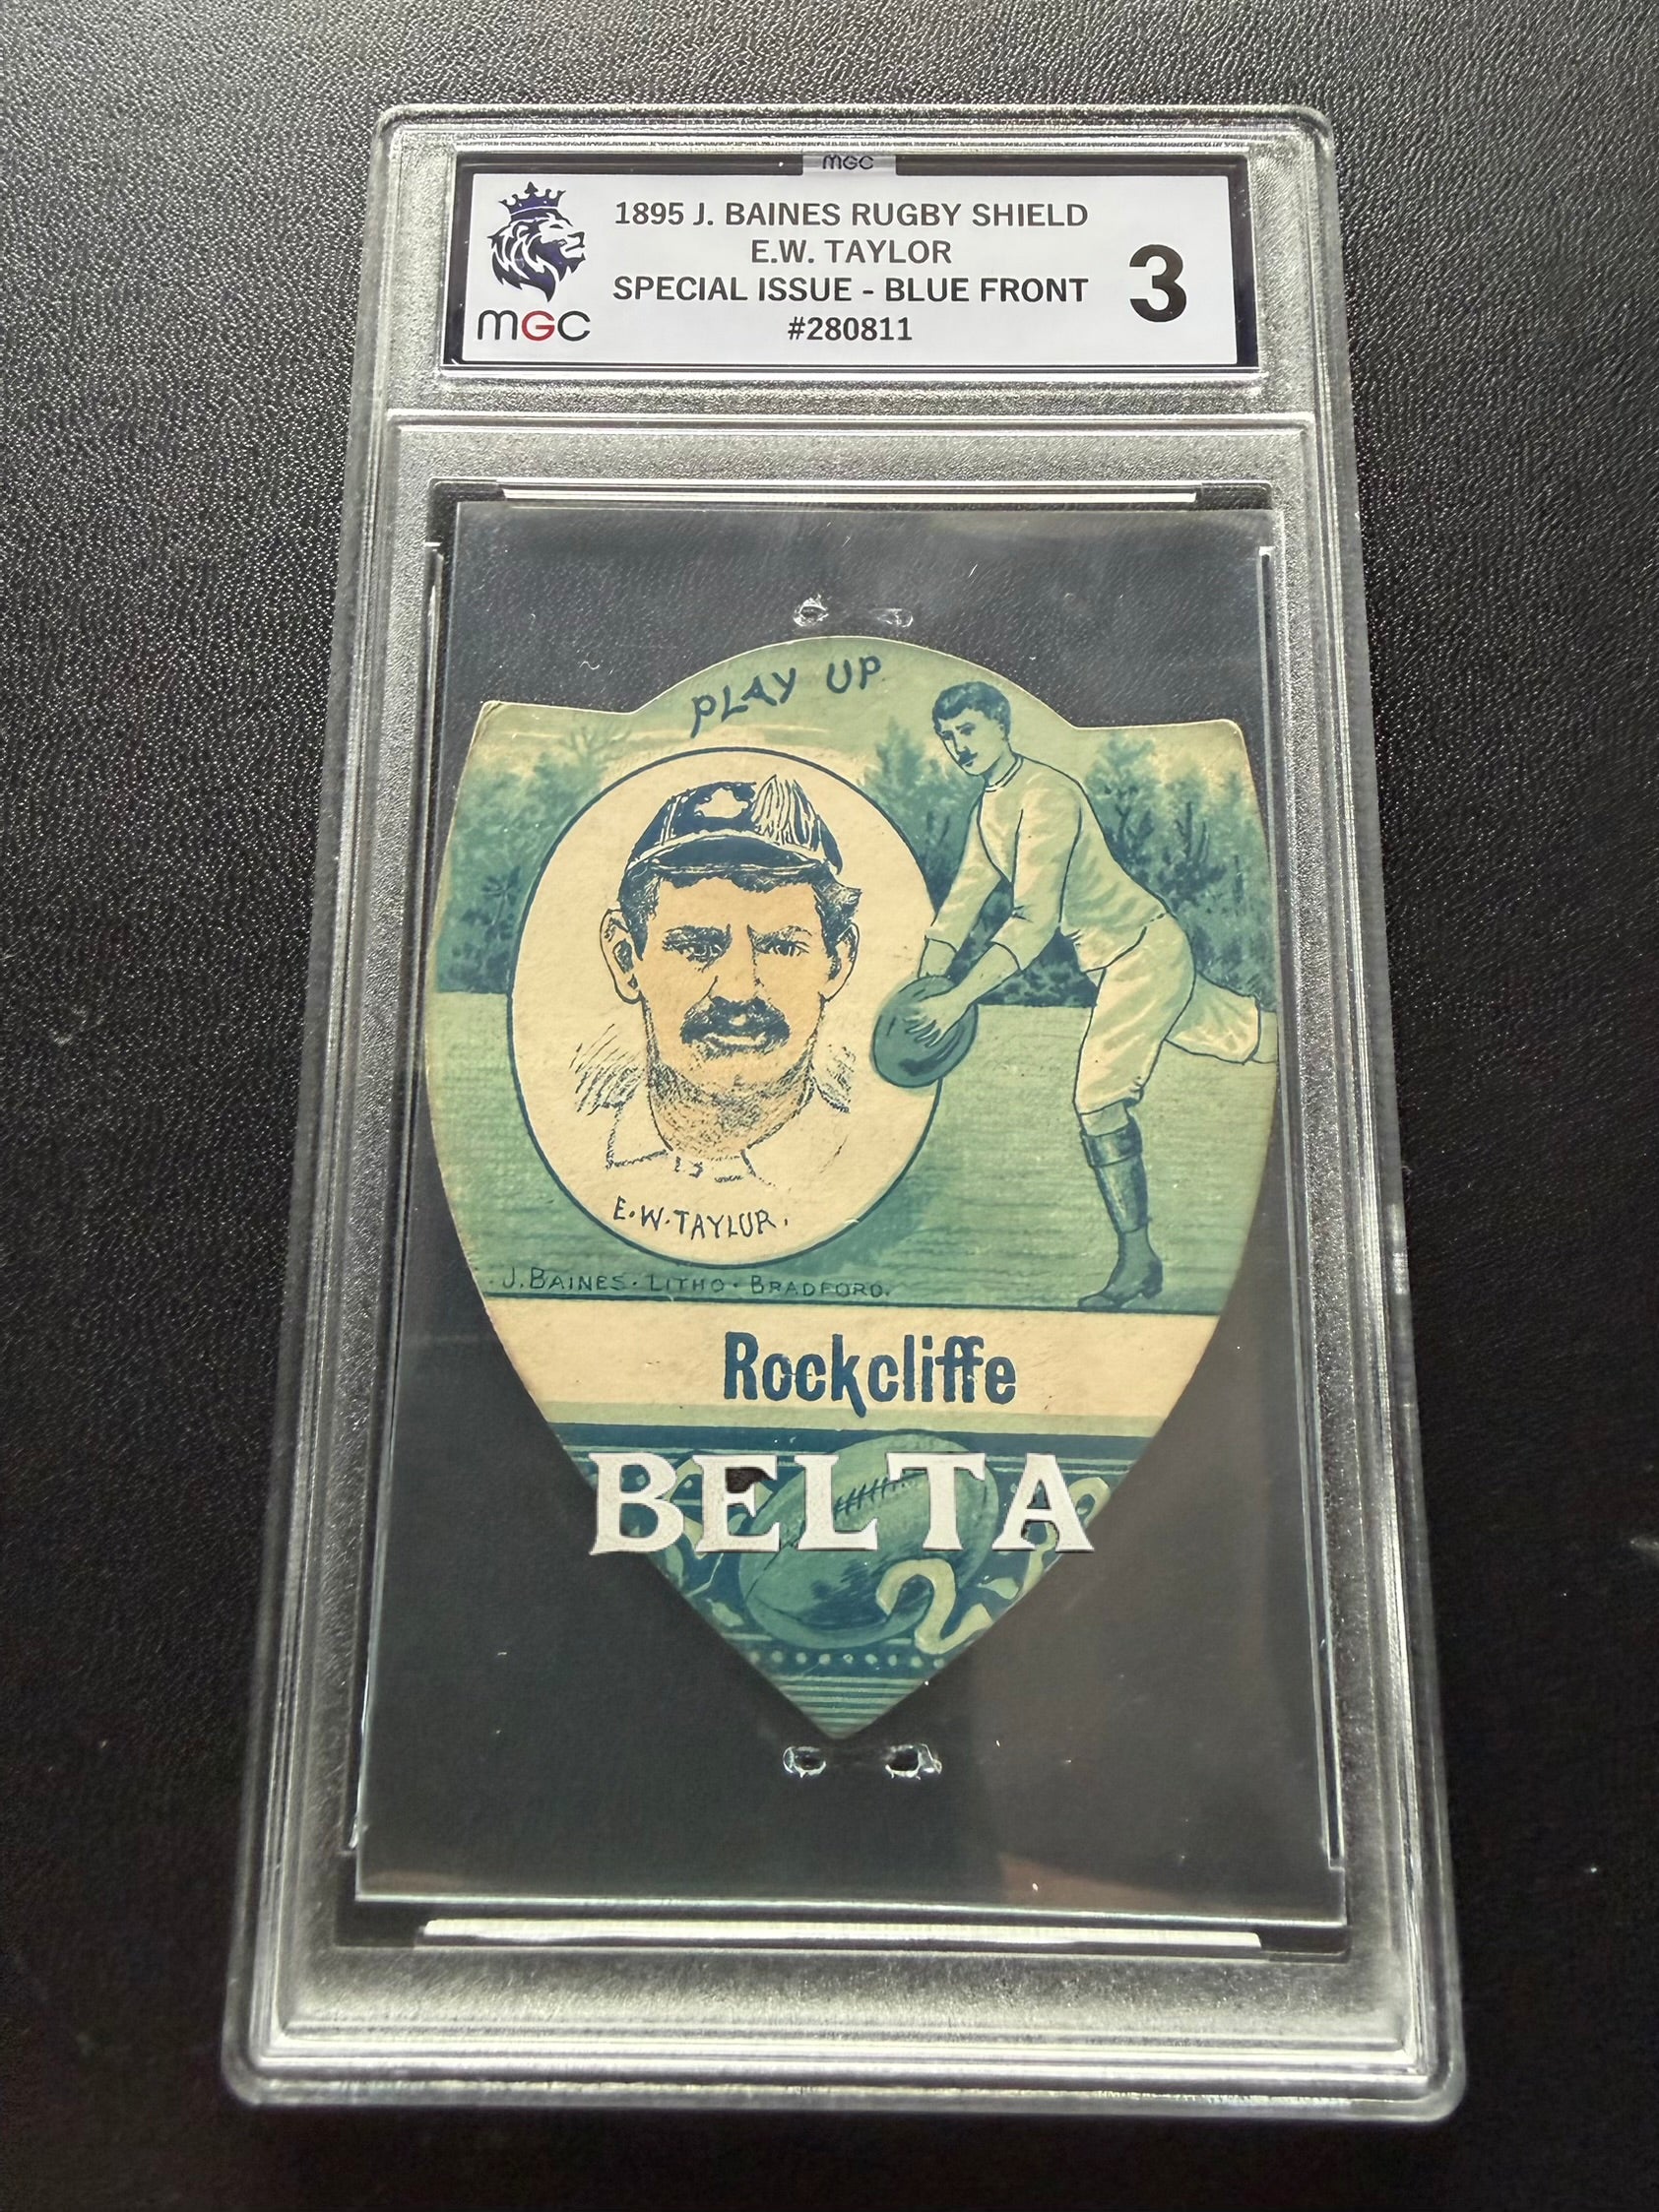 MGC
1895 J. BAINES RUGBY SHIELD
E.W. TAYLOR
SPECIAL ISSUE - BLUE FRONT
#280811
3
MGC
PLAY UP
E.W.TAYLOR.
J. BAINES · LITHO · BRADFORD.
Rockcliffe
BELTA